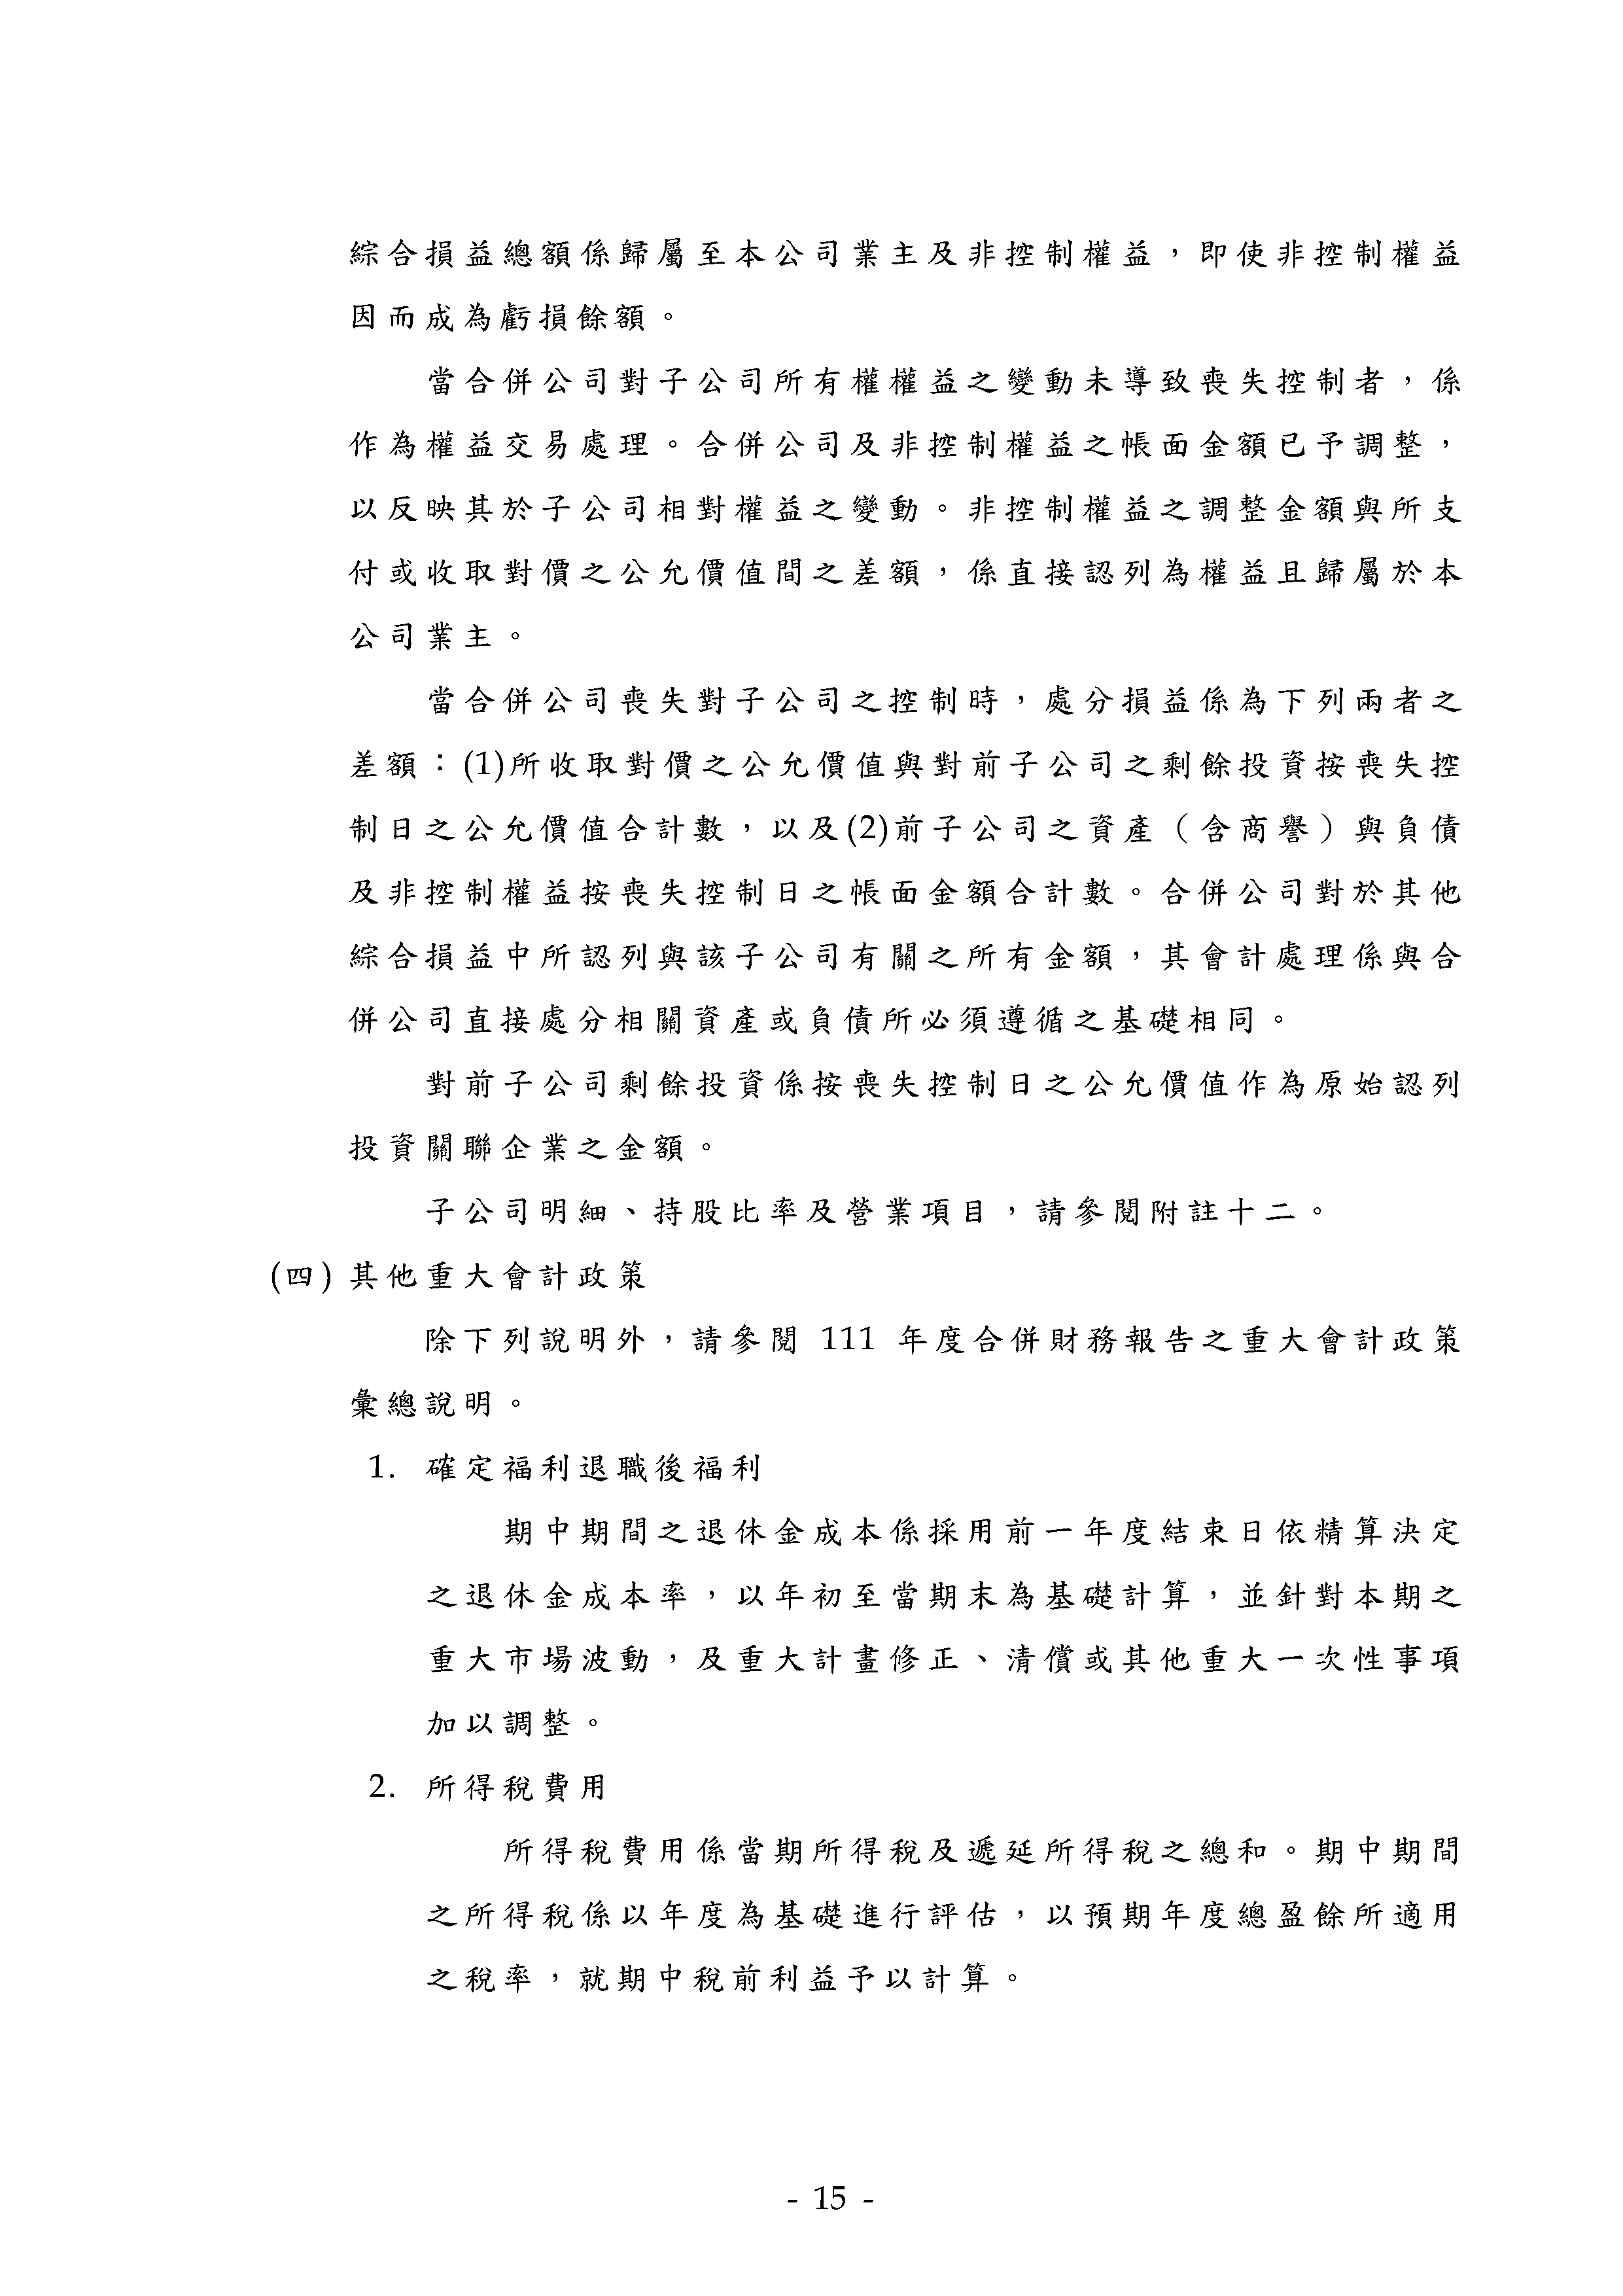 綜合損益總額係歸屬至本公司業主及非控制權益，即使非控制權益
因而成為虧損餘額。
當合併公司對子公司所有權權益之變動未導致喪失控制者，係
作為權益交易處理。合併公司及非控制權益之帳面金額已予調整，
以反映其於子公司相對權益之變動。非控制權益之調整金額與所支
付或收取對價之公允價值間之差額，係直接認列為權益且歸屬於本
公司業主。
當合併公司喪失對子公司之控制時，處分損益係為下列兩者之
差額：(1)所收取對價之公允價值與對前子公司之剩餘投資按喪失控
制日之公允價值合計數，以及(2)前子公司之資產（含商譽）與負債
及非控制權益按喪失控制日之帳面金額合計數。合併公司對於其他
綜合損益中所認列與該子公司有關之所有金額，其會計處理係與合
併公司直接處分相關資產或負債所必須遵循之基礎相同。
對前子公司剩餘投資係按喪失控制日之公允價值作為原始認列
投資關聯企業之金額。
子公司明細、持股比率及營業項目，請參閱附註十二。
(四) 其他重大會計政策
除下列說明外，請參閱 111 年度合併財務報告之重大會計政策
彙總說明。
1. 確定福利退職後福利
期中期間之退休金成本係採用前一年度結束日依精算決定
之退休金成本率，以年初至當期末為基礎計算，並針對本期之
重大市場波動，及重大計畫修正、清償或其他重大一次性事項
加以調整。
2. 所得稅費用
所得稅費用係當期所得稅及遞延所得稅之總和。期中期間
之所得稅係以年度為基礎進行評估，以預期年度總盈餘所適用
之稅率，就期中稅前利益予以計算。
- 15 -